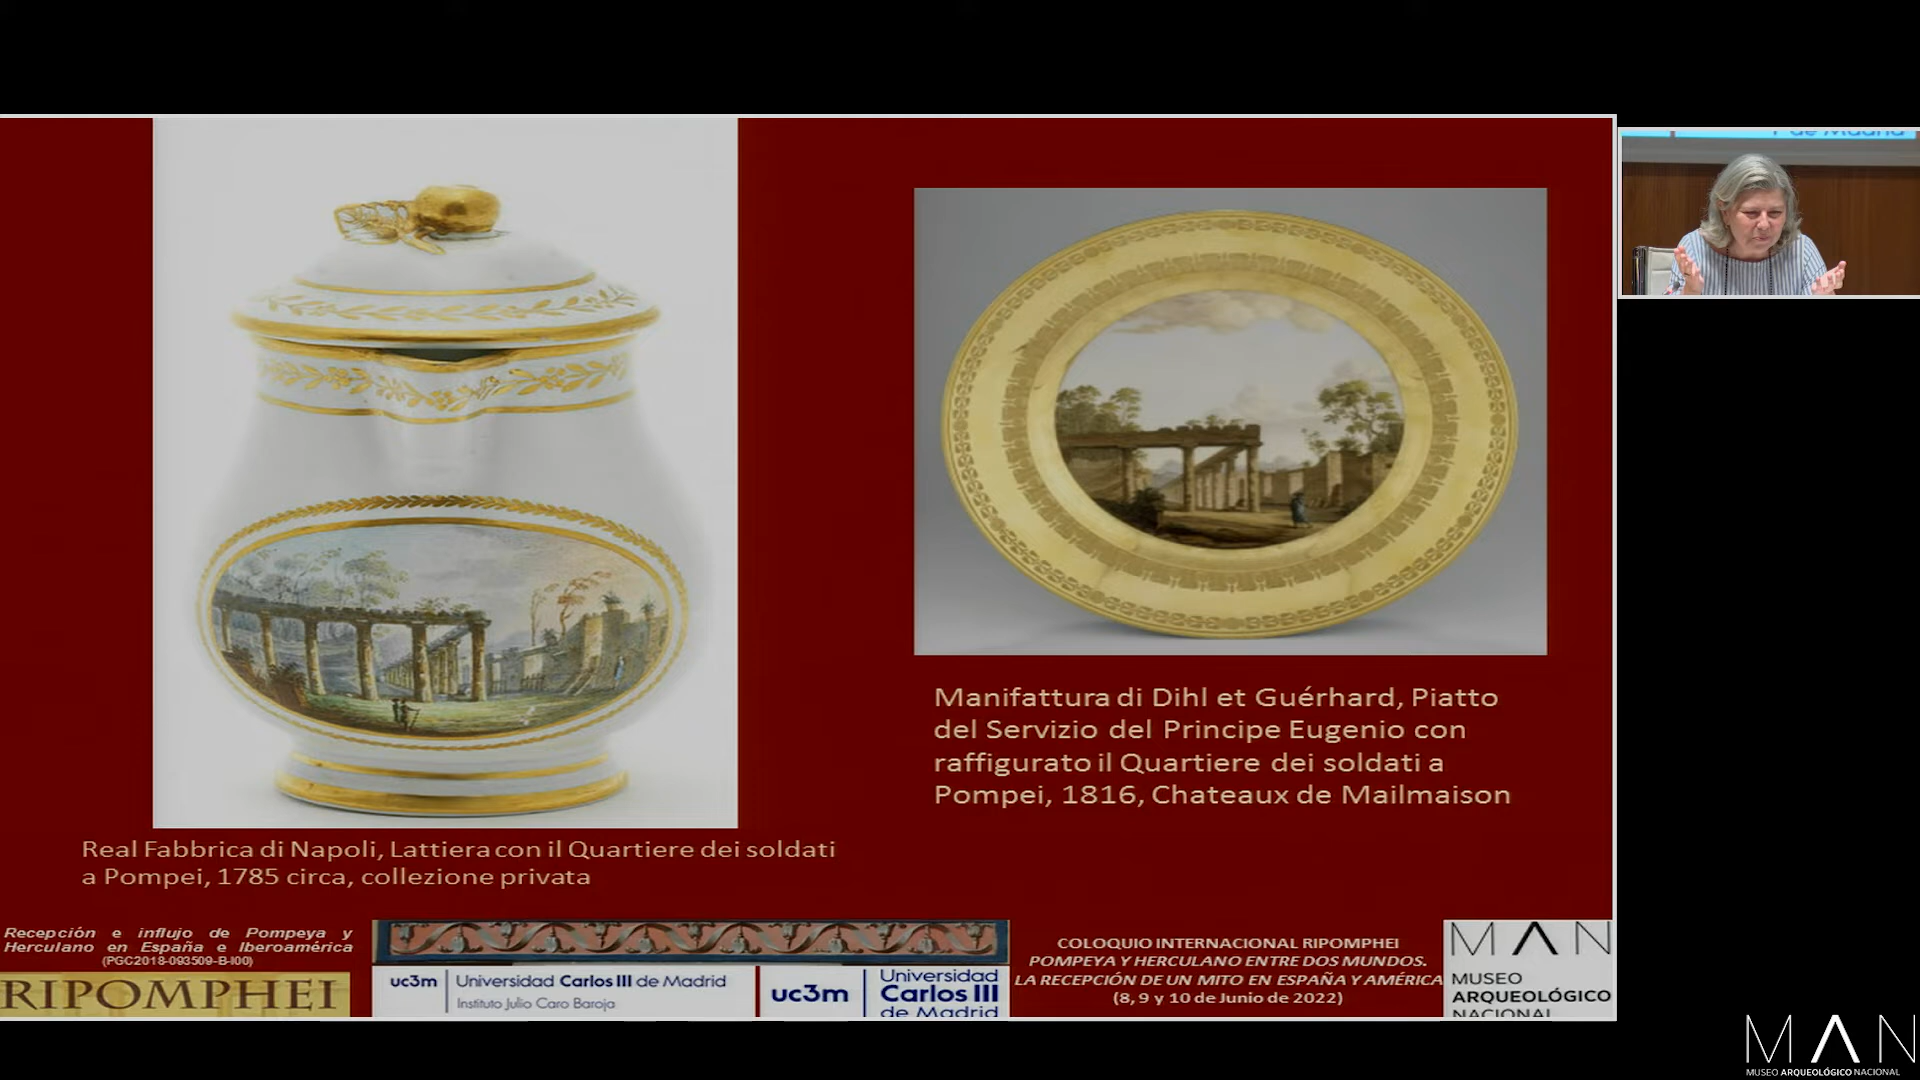 de Madrid
Manifattura di Dihl et Guérhard, Piatto
del Servizio del Principe Eugenio con
raffigurato il Quartiere dei soldati a
Pompei, 1816, Chateaux de Mailmaison
Real Fabbrica di Napoli, Lattiera con il Quartiere dei soldati
a Pompei, 1785 circa, collezione privata
Recepción e influjo de Pompeya y
Herculano en España e Iberoamérica
(PGC2018-093509-B-I00)
RIPOMPHEI
uc3m Universidad Carlos III de Madrid
Instituto Julio Caro Baroja
uc3m Universidad
Carlos III
de Madrid
COLOQUIO INTERNACIONAL RIPOMPHEI
POMPEYA Y HERCULANO ENTRE DOS MUNDOS.
LA RECEPCIÓN DE UN MITO EN ESPAÑA Y AMÉRICA
(8, 9 y 10 de Junio de 2022)
MAN
MUSEO
ARQUEOLÓGICO
NACIONAL
MAN
MUSEO ARQUEOLÓGICO NACIONAL